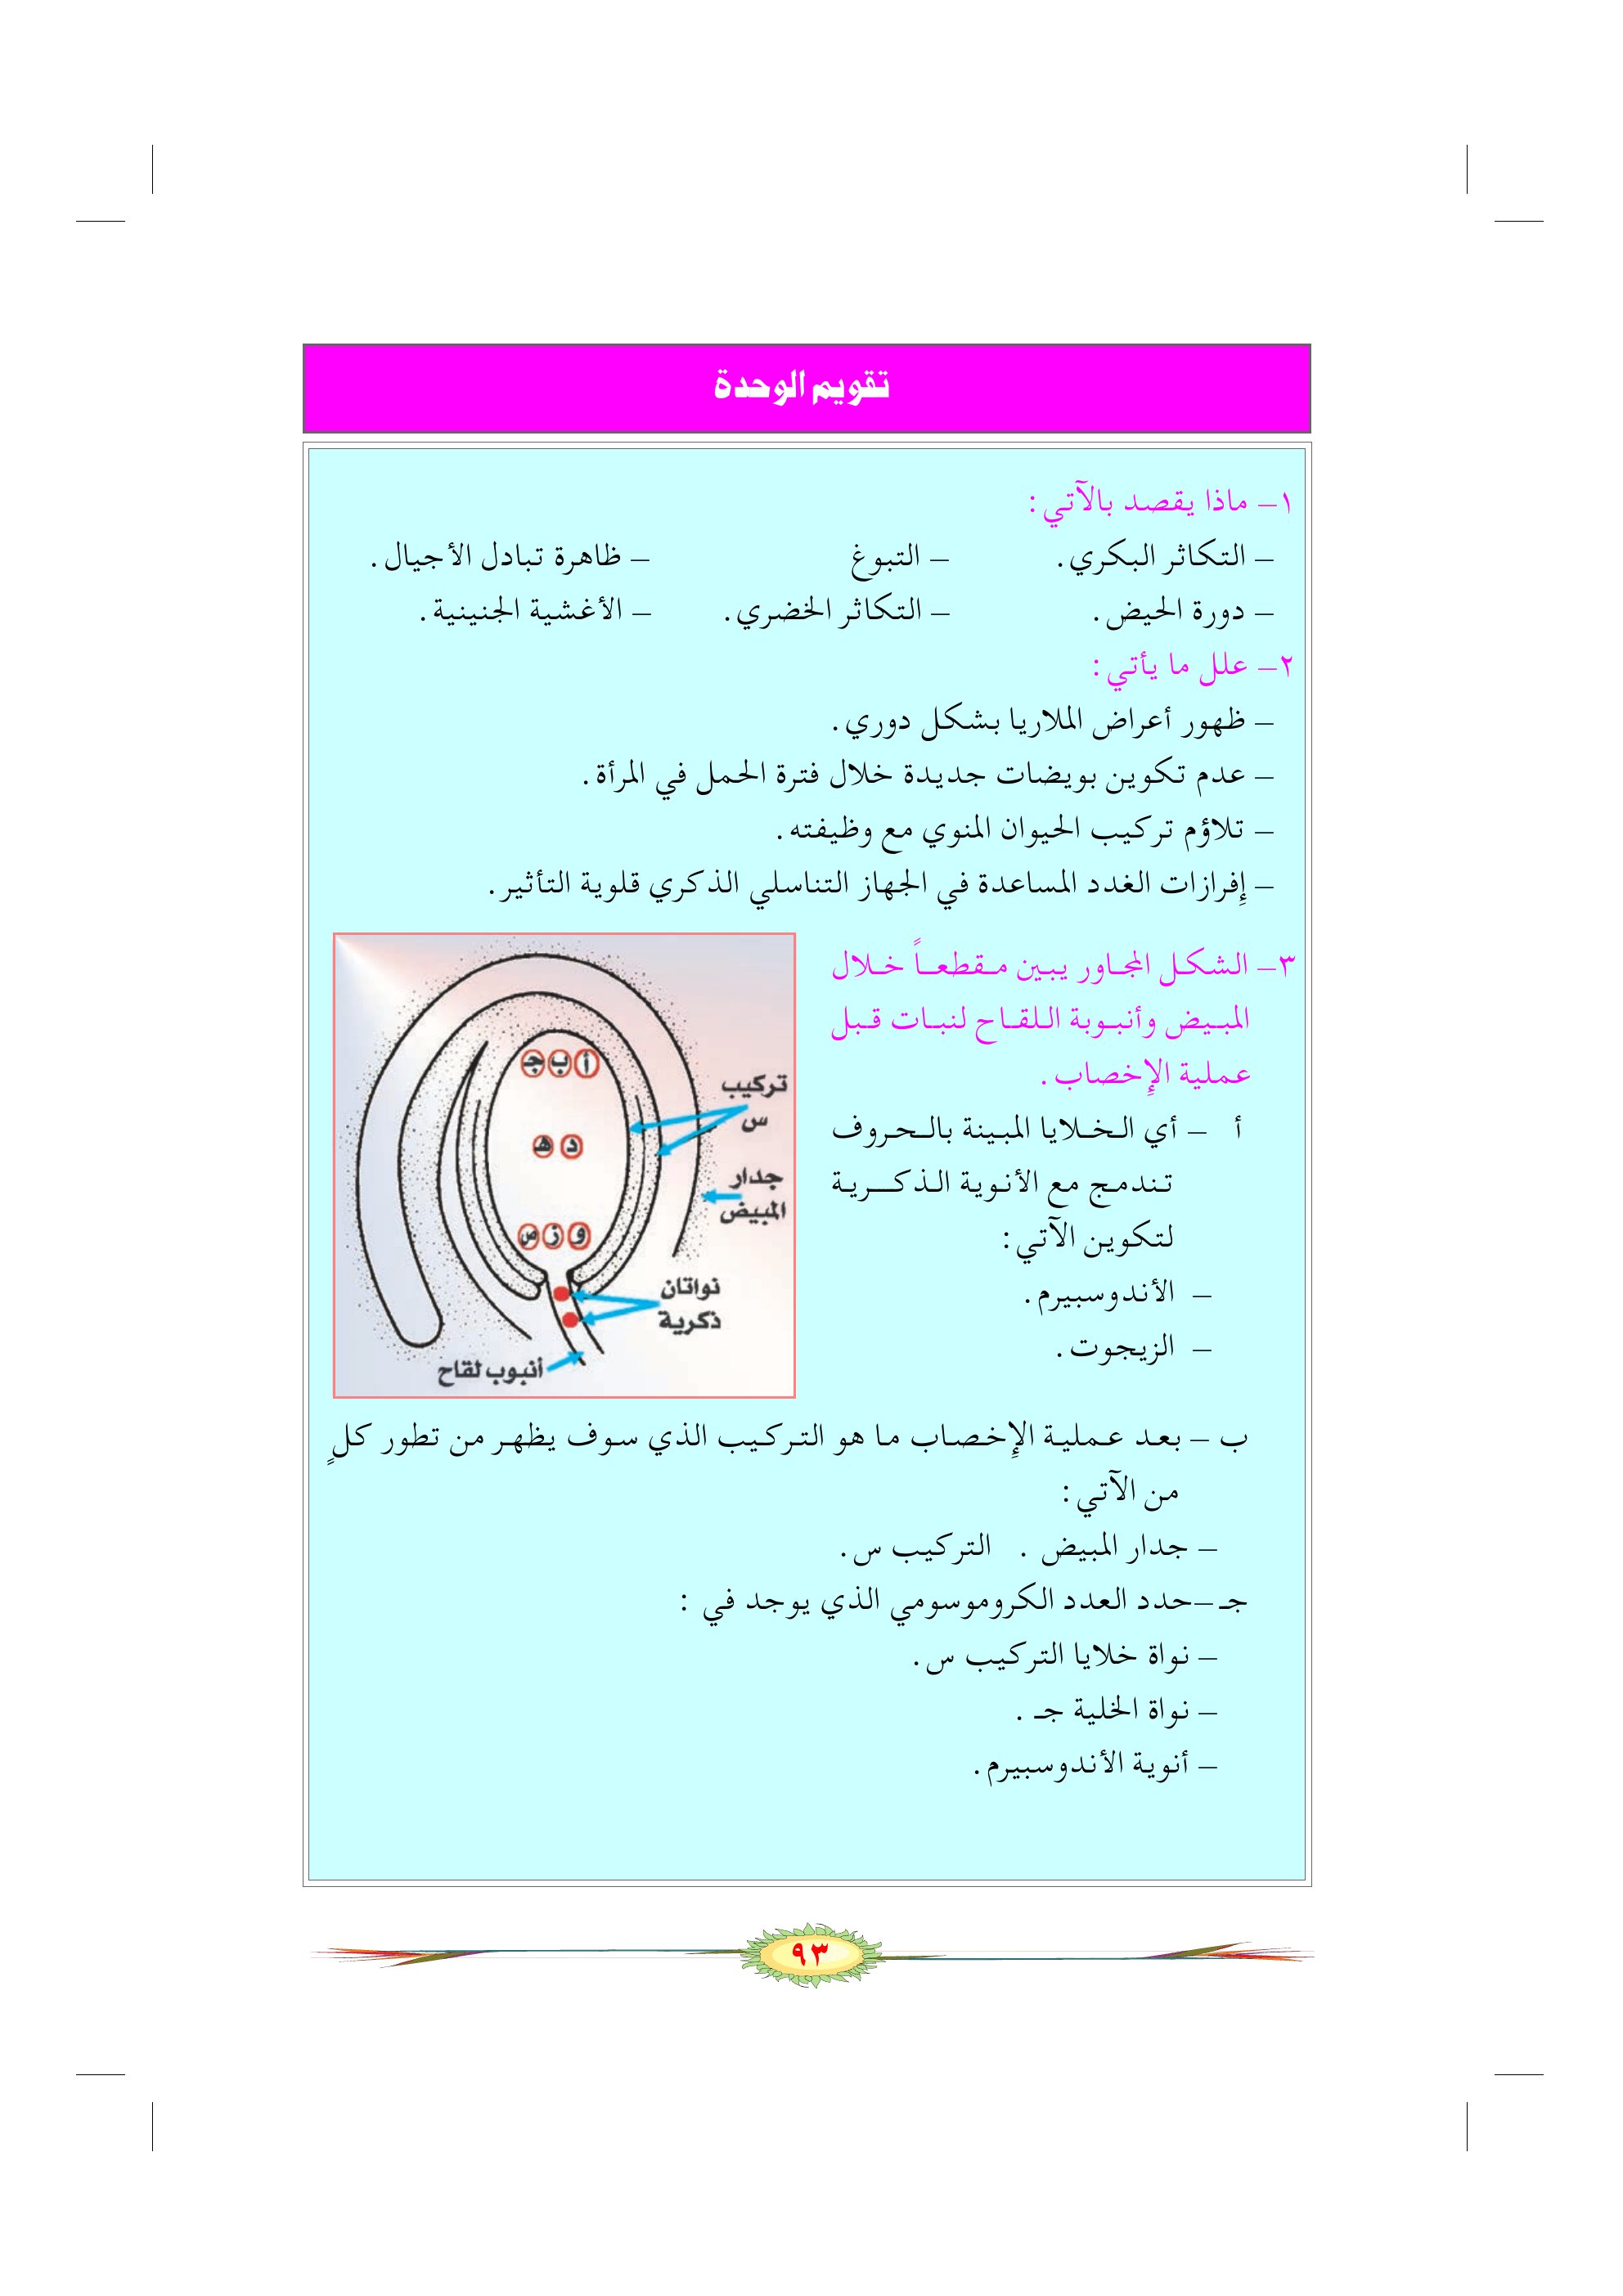 تقويم الوحدة
١– ماذا يقصد بالآتي:
– التكاثر البكري. – التبوغ – ظاهرة تبادل الأجيال.
– دورة الحيض. – التكاثر الخضري. – الأغشية الجنينية.
٢– علل ما يأتي:
– ظهور أعراض الملاريا بشكل دوري.
– عدم تكوين بويضات جديدة خلال فترة الحمل في المرأة.
– تلاؤم تركيب الحيوان المنوي مع وظيفته.
– إفرازات الغدد المساعدة في الجهاز التناسلي الذكري قلوية التأثير.
٣– الشكل المجاور يبين مقطعاً خلال
المبيض وأنبوبة اللقاح لنبات قبل
عملية الإخصاب.
أ – أي الخلايا المبينة بالحروف
تندمج مع الأنوية الذكرية
لتكوين الآتي:
– الأندوسبيرم.
– الزيجوت.
أ ب جـ
د هـ
و ز ص
تركيب
س
جدار
المبيض
نواتان
ذكرية
أنبوب لقاح
ب – بعد عملية الإخصاب ما هو التركيب الذي سوف يظهر من تطور كلٍ
من الآتي:
– جدار المبيض . التركيب س.
جـ –حدد العدد الكروموسومي الذي يوجد في :
– نواة خلايا التركيب س.
– نواة الخلية جـ .
– أنوية الأندوسبيرم.
٩٣